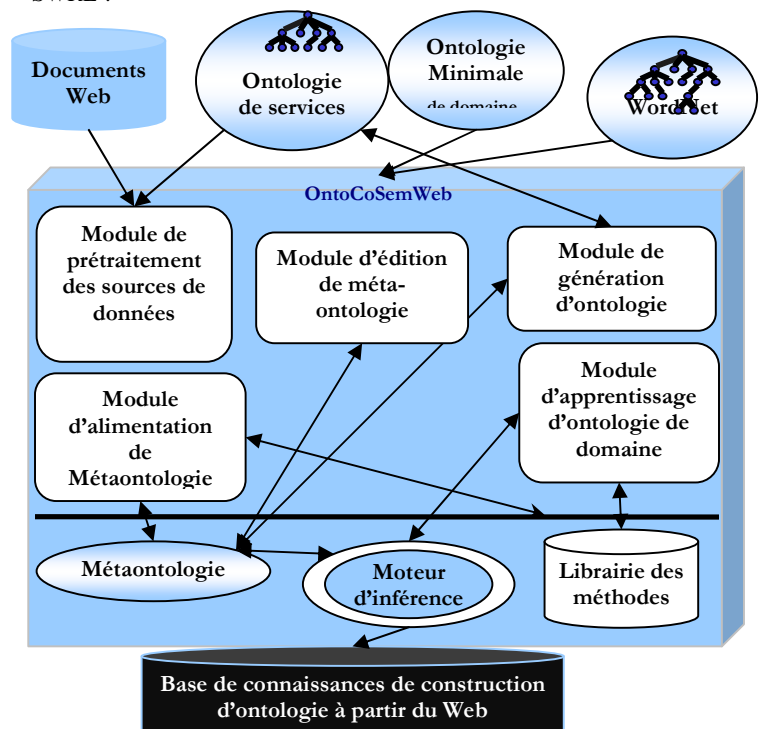 SWRL .
Documents
Web
Ontologie
de services
Ontologie
Minimale
de domaine
WordNet
OntoCoSemWeb
Module de
prétraitement
des sources de
données
Module d'édition
de méta-
ontologie
Module de
génération
d'ontologie
Module
d'alimentation
de
Métaontologie
Module
d'apprentissage
d'ontologie de
domaine
Métaontologie
Moteur
d'inférence
Librairie des
méthodes
Base de connaissances de construction
d'ontologie à partir du Web